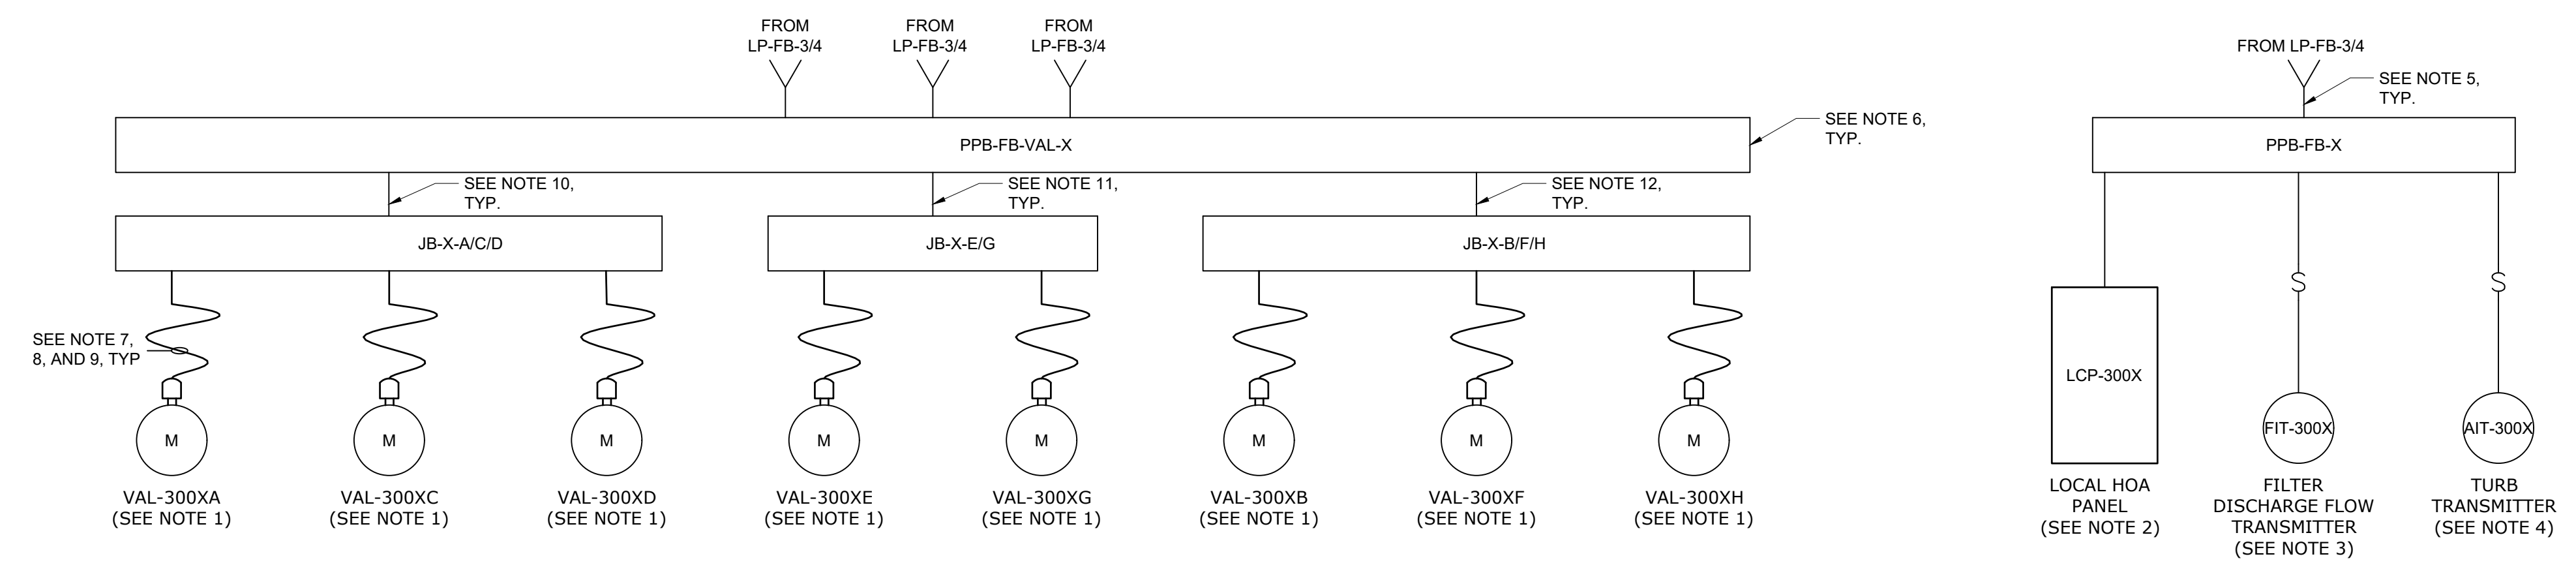 FROM
LP-FB-3/4
FROM
LP-FB-3/4
FROM
LP-FB-3/4
FROM LP-FB-3/4
SEE NOTE 5,
TYP.
PPB-FB-VAL-X
SEE NOTE 6,
TYP.
PPB-FB-X
SEE NOTE 10,
TYP.
SEE NOTE 11,
TYP.
SEE NOTE 12,
TYP.
JB-X-A/C/D
JB-X-E/G
JB-X-B/F/H
SEE NOTE 7,
8, AND 9, TYP
S
S
LCP-300X
M
M
M
M
M
M
M
M
FIT-300X
AIT-300X
VAL-300XA
(SEE NOTE 1)
VAL-300XC
(SEE NOTE 1)
VAL-300XD
(SEE NOTE 1)
VAL-300XE
(SEE NOTE 1)
VAL-300XG
(SEE NOTE 1)
VAL-300XB
(SEE NOTE 1)
VAL-300XF
(SEE NOTE 1)
VAL-300XH
(SEE NOTE 1)
LOCAL HOA
PANEL
(SEE NOTE 2)
FILTER
DISCHARGE FLOW
TRANSMITTER
(SEE NOTE 3)
TURB
TRANSMITTER
(SEE NOTE 4)